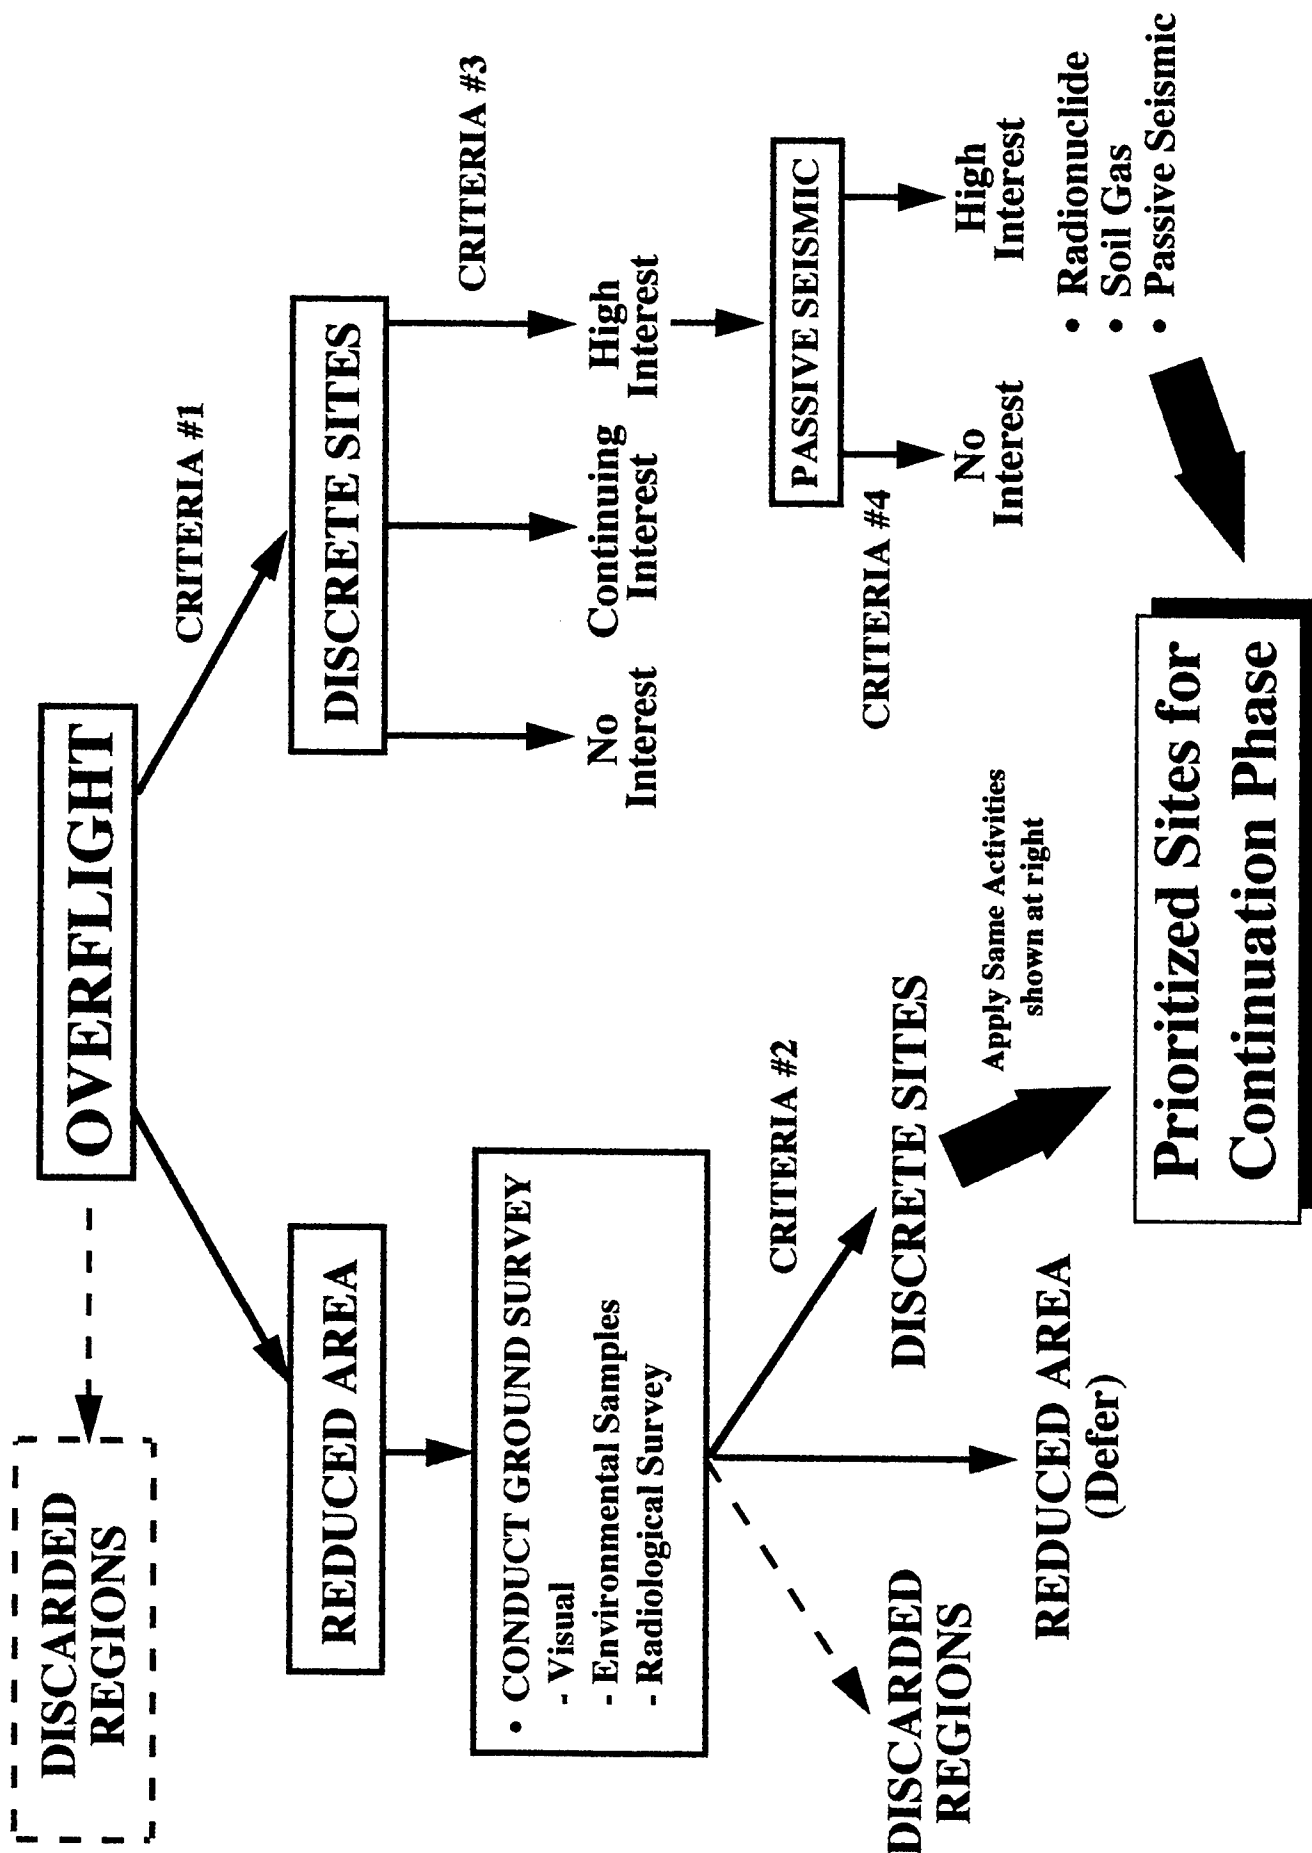 DISCARDED
REGIONS
OVERFLIGHT
CRITERIA #1
REDUCED AREA
DISCRETE SITES
CRITERIA #3
• CONDUCT GROUND SURVEY
- Visual
- Environmental Samples
- Radiological Survey
No
Interest
Continuing
Interest
High
Interest
PASSIVE SEISMIC
CRITERIA #4
No
Interest
High
Interest
• Radionuclide
• Soil Gas
• Passive Seismic
CRITERIA #2
DISCARDED
REGIONS
REDUCED AREA
(Defer)
DISCRETE SITES
Apply Same Activities
shown at right
Prioritized Sites for
Continuation Phase